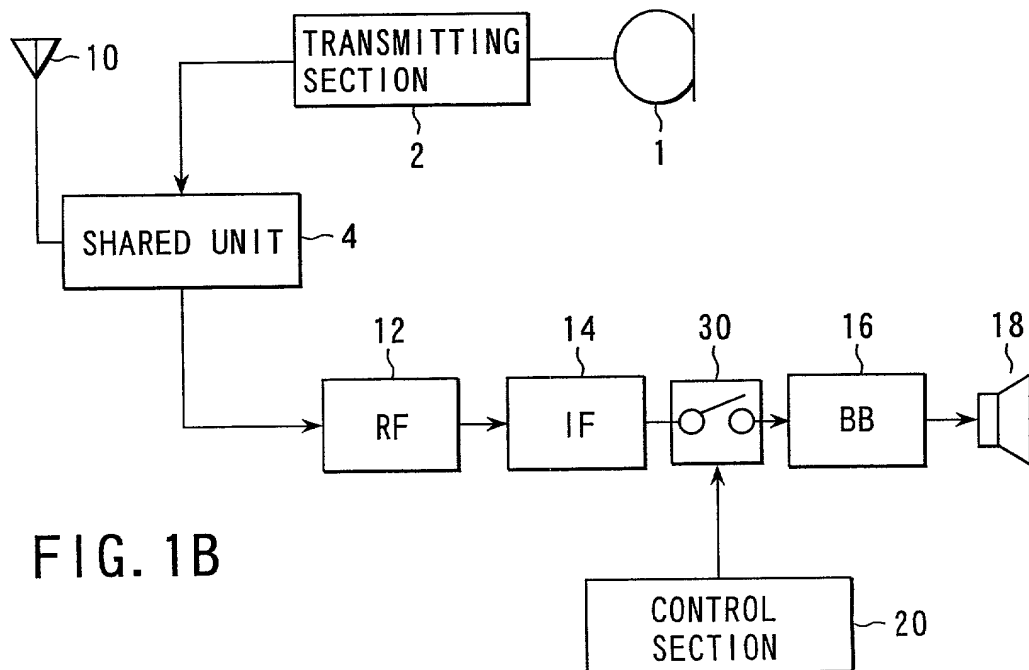 10
TRANSMITTING
SECTION
2
1
SHARED UNIT
4
12
14
30
16
18
RF
IF
BB
FIG. 1B
CONTROL
SECTION
20